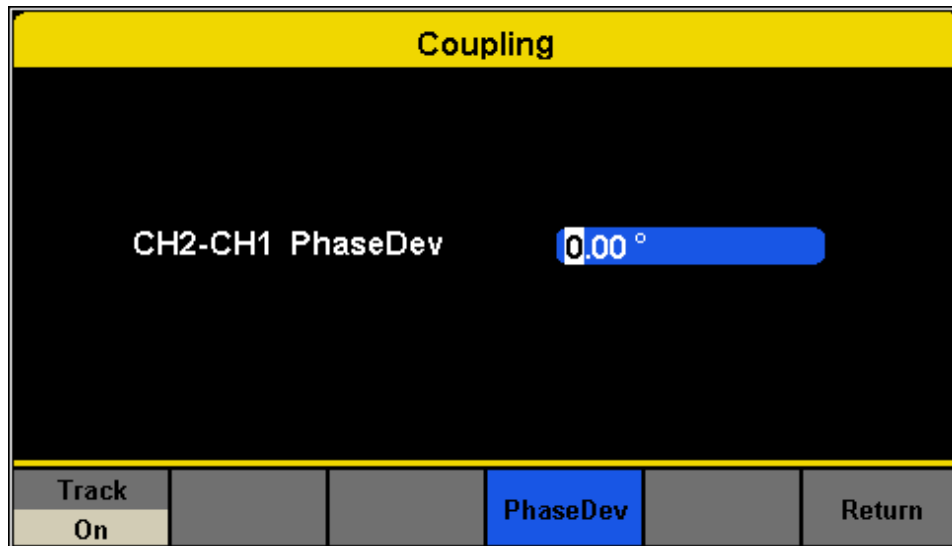 Coupling
CH2-CH1 PhaseDev 0.00 °
Track
On
PhaseDev
Return